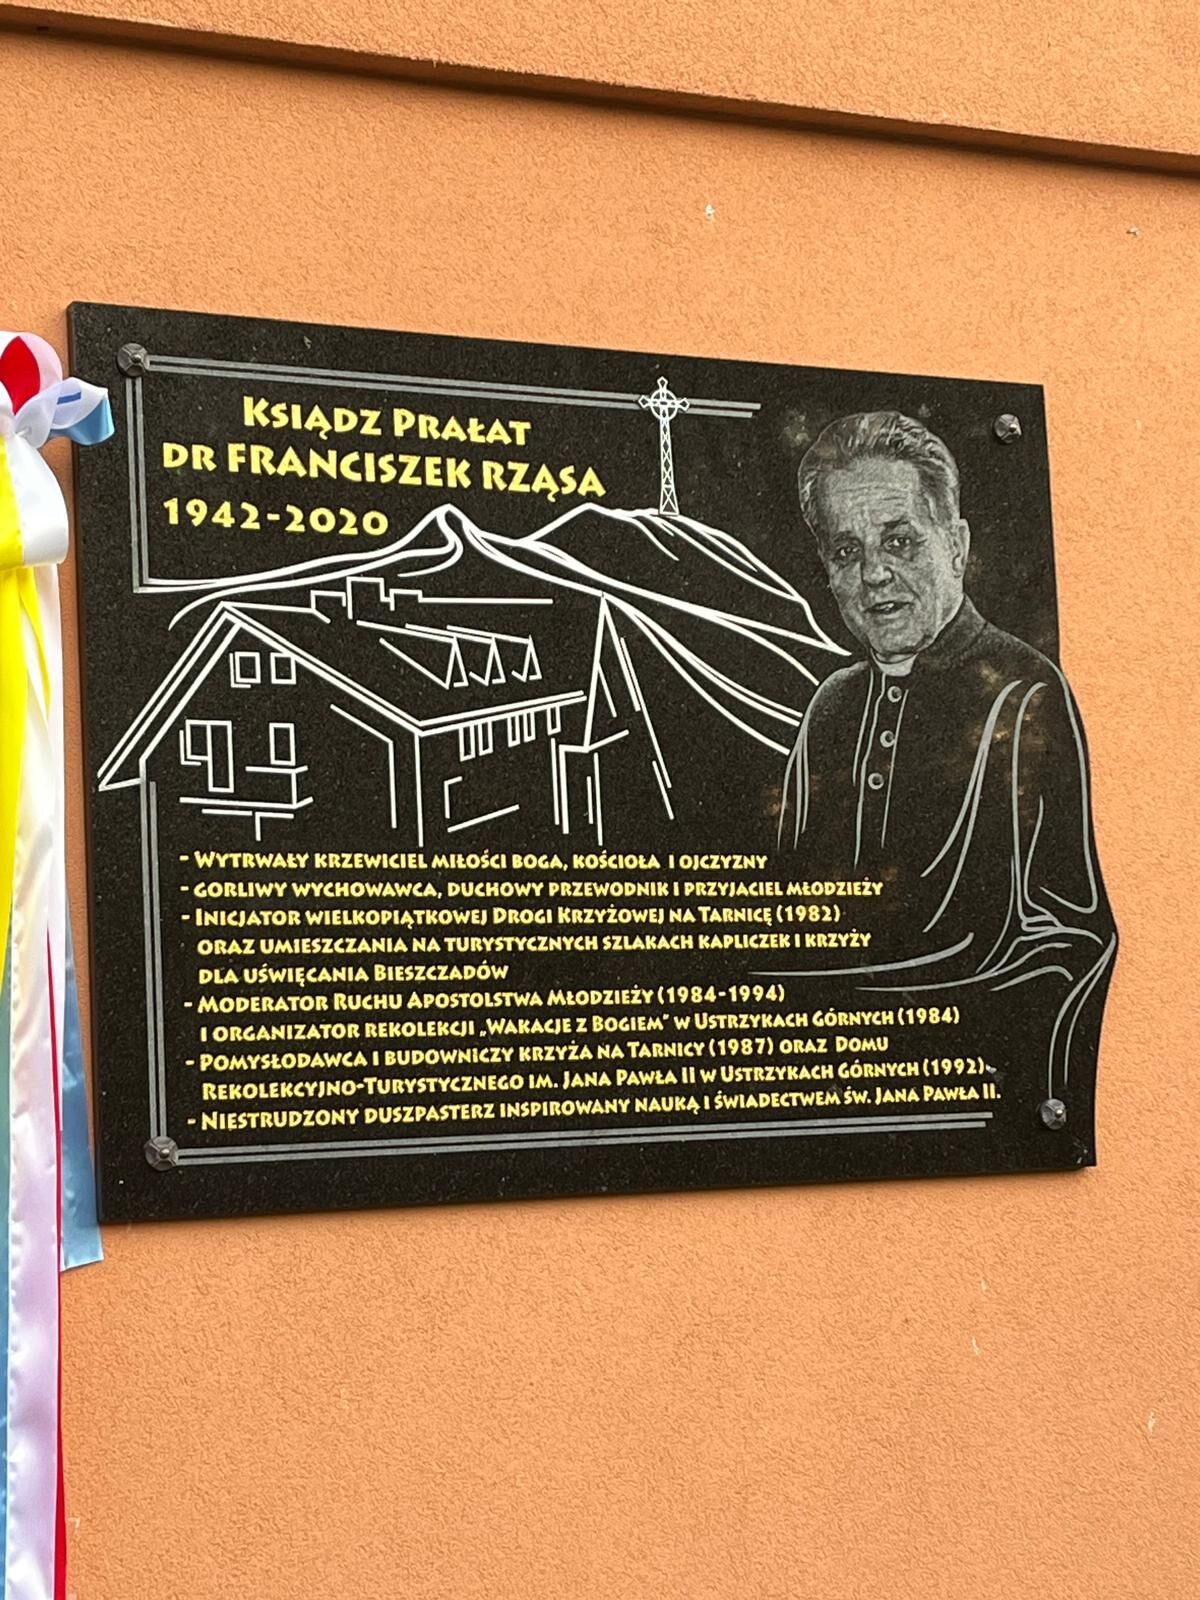 Ksiądz Prałat
dr Franciszek Rząsa
1942-2020
- Wytrwały krzewiciel miłości Boga, Kościoła i Ojczyzny
- Gorliwy wychowawca, duchowy przewodnik i przyjaciel młodzieży
- Inicjator Wielkopiątkowej Drogi Krzyżowej na Tarnicę (1982)
oraz umieszczania na turystycznych szlakach kapliczek i krzyży
dla uświęcania Bieszczadów
- Moderator Ruchu Apostolstwa Młodzieży (1984-1994)
i organizator rekolekcji „Wakacje z Bogiem" w Ustrzykach Górnych (1984)
- Pomysłodawca i budowniczy krzyża na Tarnicy (1987) oraz Domu
Rekolekcyjno-Turystycznego im. Jana Pawła II w Ustrzykach Górnych (1992)
- Niestrudzony duszpasterz inspirowany nauką i świadectwem św. Jana Pawła II.